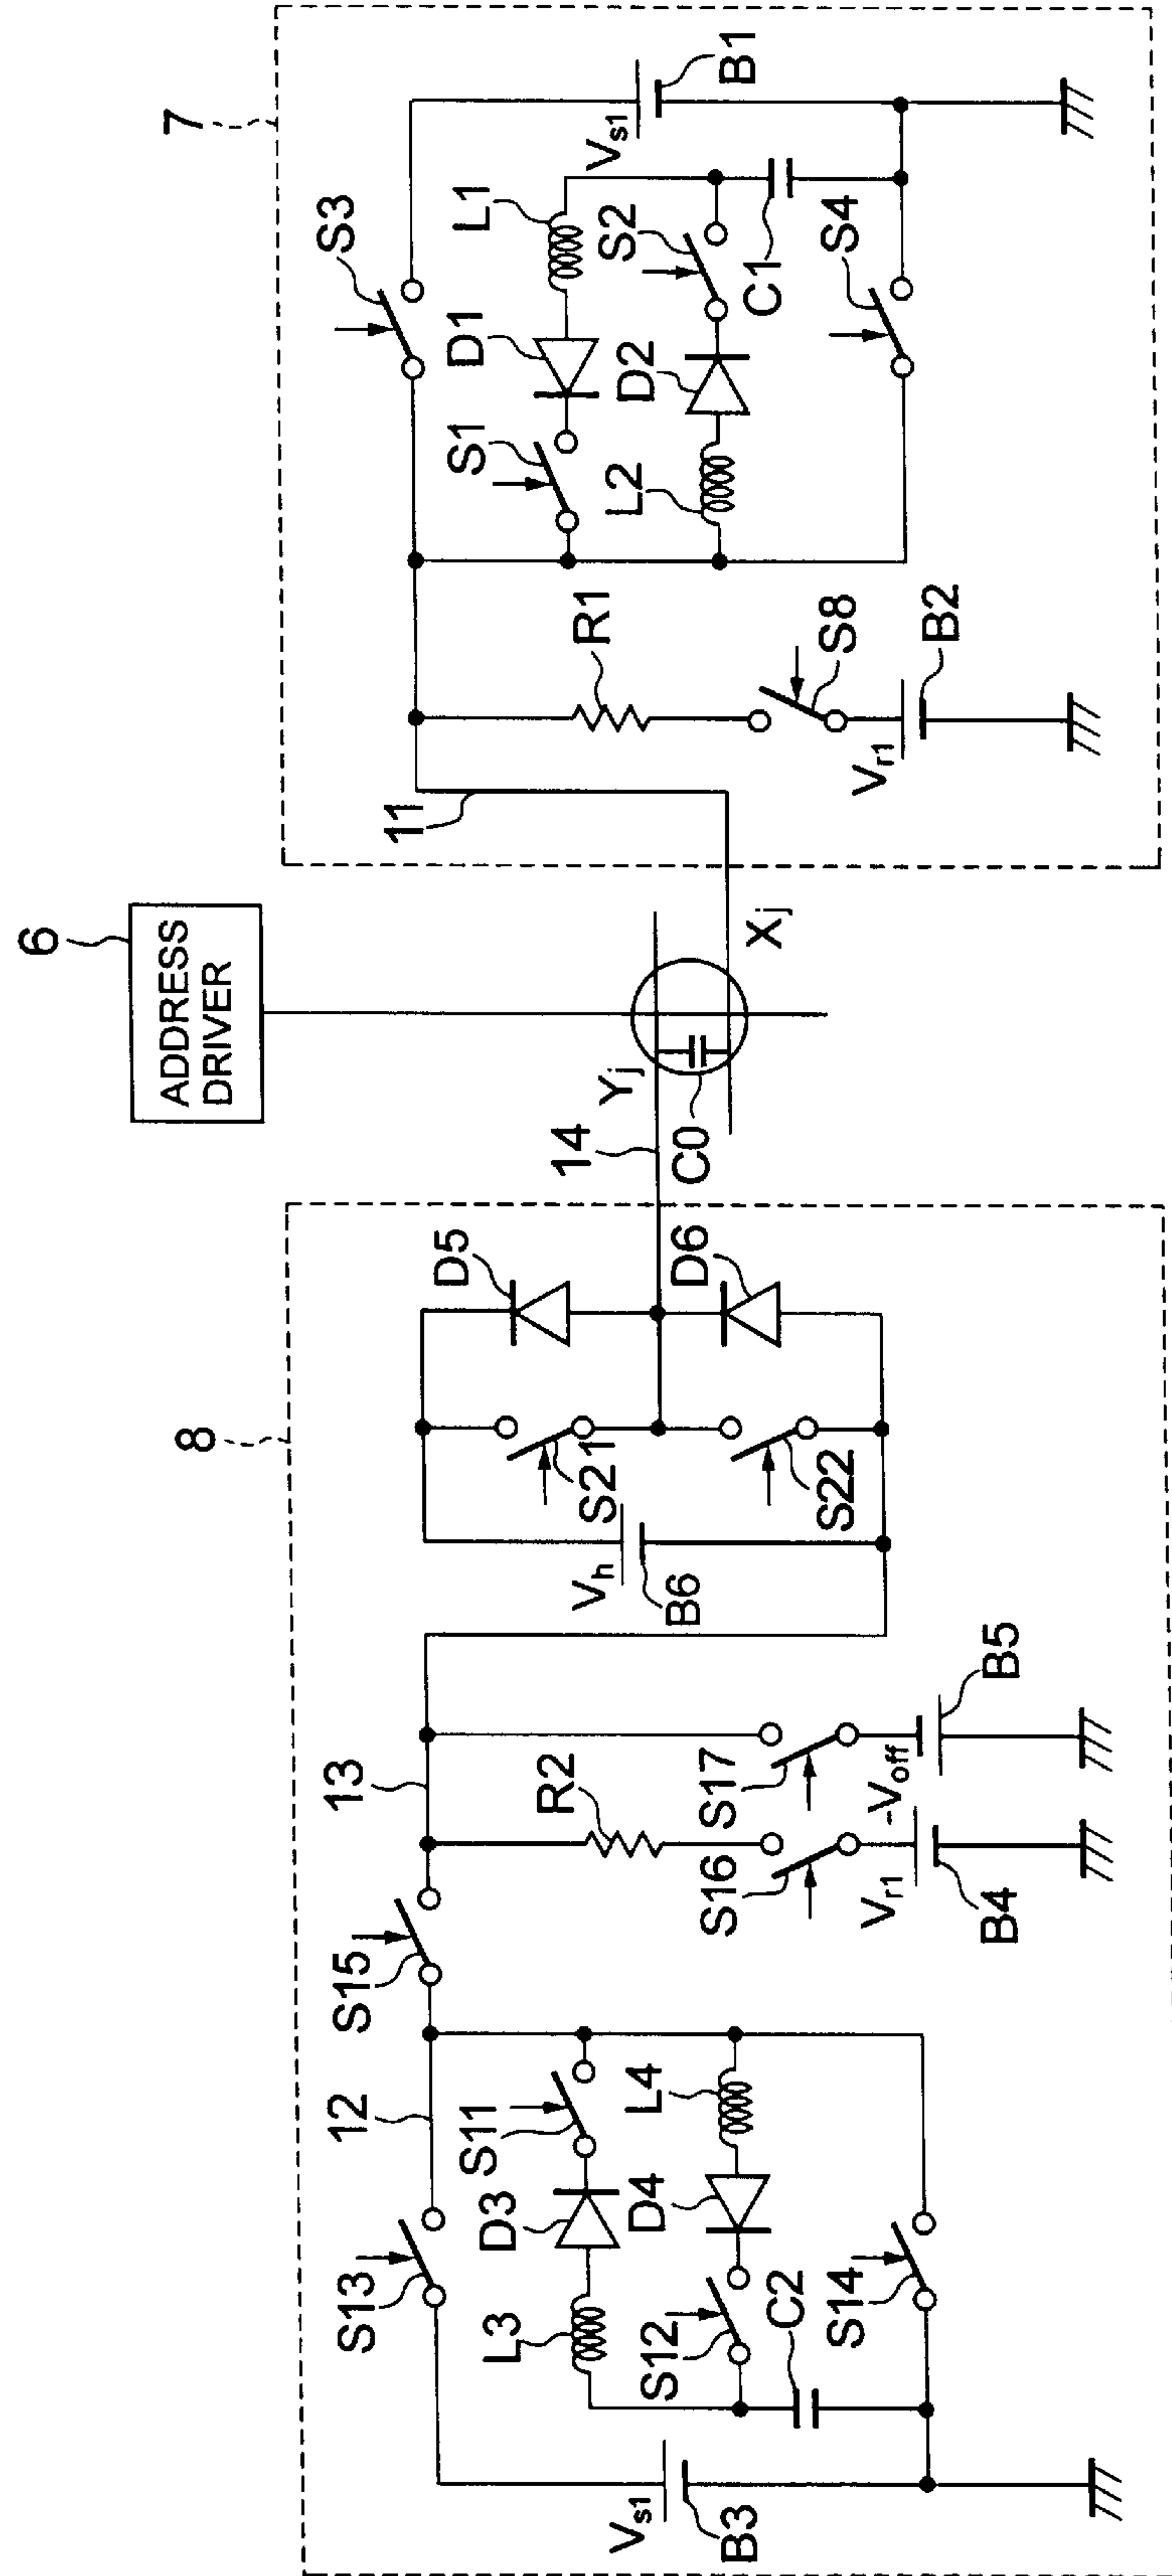 6
ADDRESS
DRIVER
7
S3
B1
Vs1
L1
D1
S1
S2
D2
L2
C1
S4
R1
S8
B2
Vr1
11
Xj
Yj
C0
14
8
D5
D6
S21
S22
Vh
B6
13
R2
S17
-Voff
B5
S16
Vr1
B4
S15
12
S11
L4
D3
D4
S13
L3
S12
C2
S14
Vs1
B3